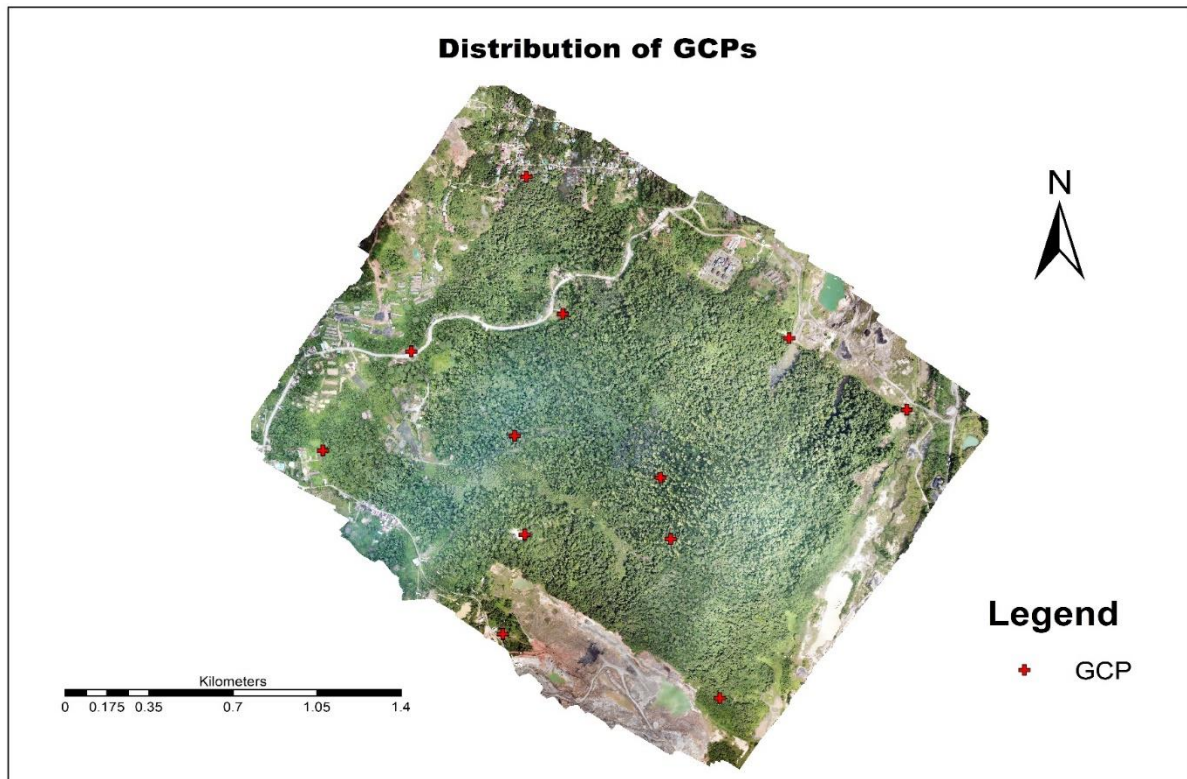 Distribution of GCPs
N
Legend
GCP
Kilometers
0 0.175 0.35 0.7 1.05 1.4